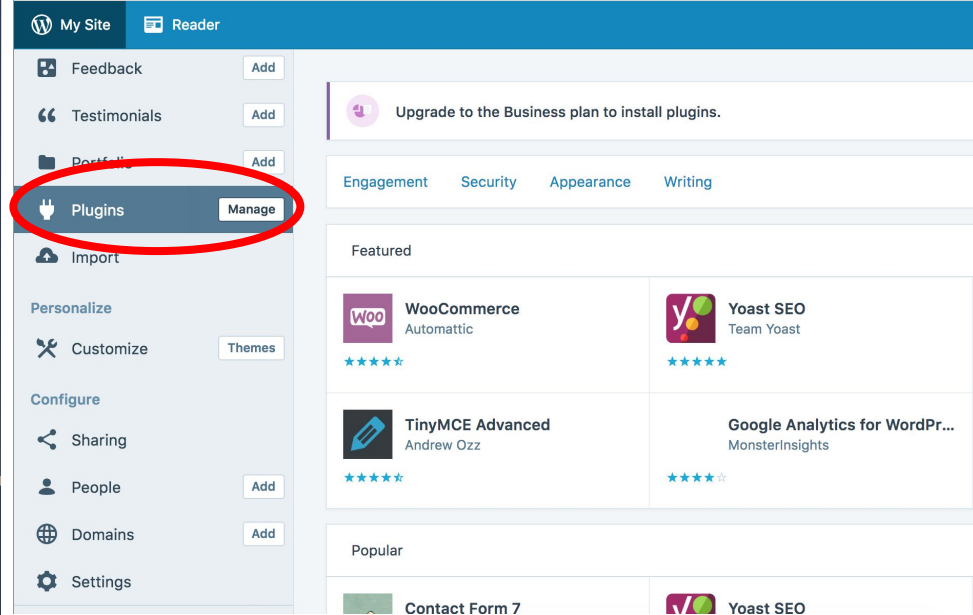 My Site
Reader
Feedback
Add
Testimonials
Add
Portfolio
Add
Plugins
Manage
Import
Personalize
Customize
Themes
Configure
Sharing
People
Add
Domains
Add
Settings
Upgrade to the Business plan to install plugins.
Engagement Security Appearance Writing
Featured
WOO
WooCommerce
Automattic
y
Yoast SEO
Team Yoast
TinyMCE Advanced
Andrew Ozz
Google Analytics for WordPr...
MonsterInsights
Popular
Contact Form 7
Yoast SEO